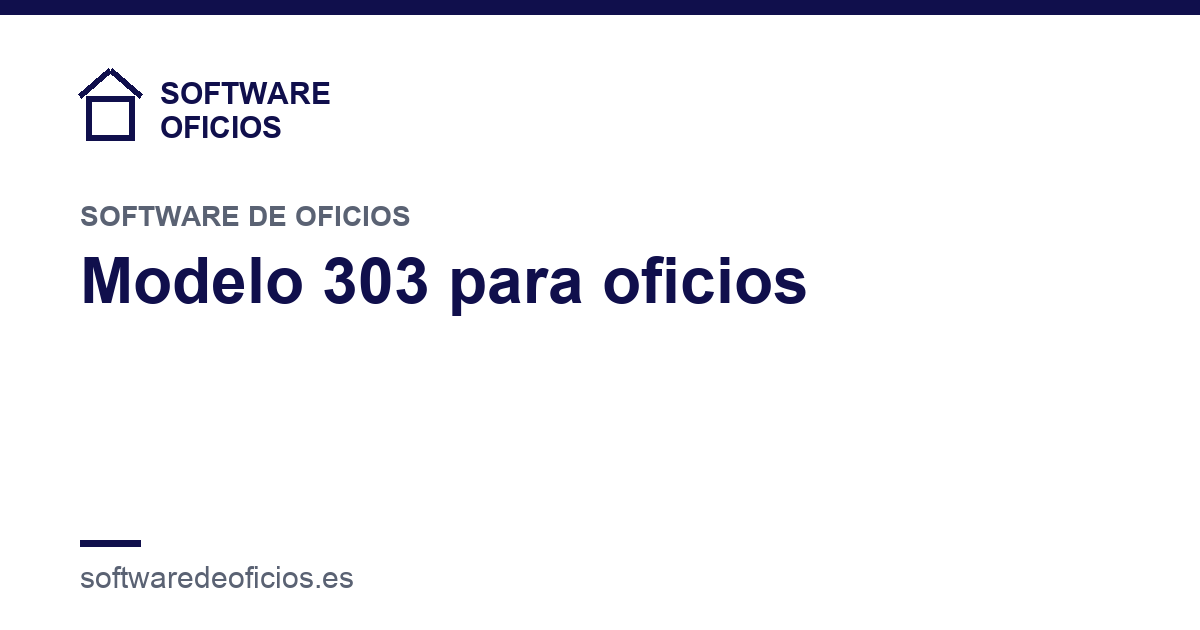 SOFTWARE
OFICIOS
SOFTWARE DE OFICIOS
Modelo 303 para oficios
softwaredeoficios.es